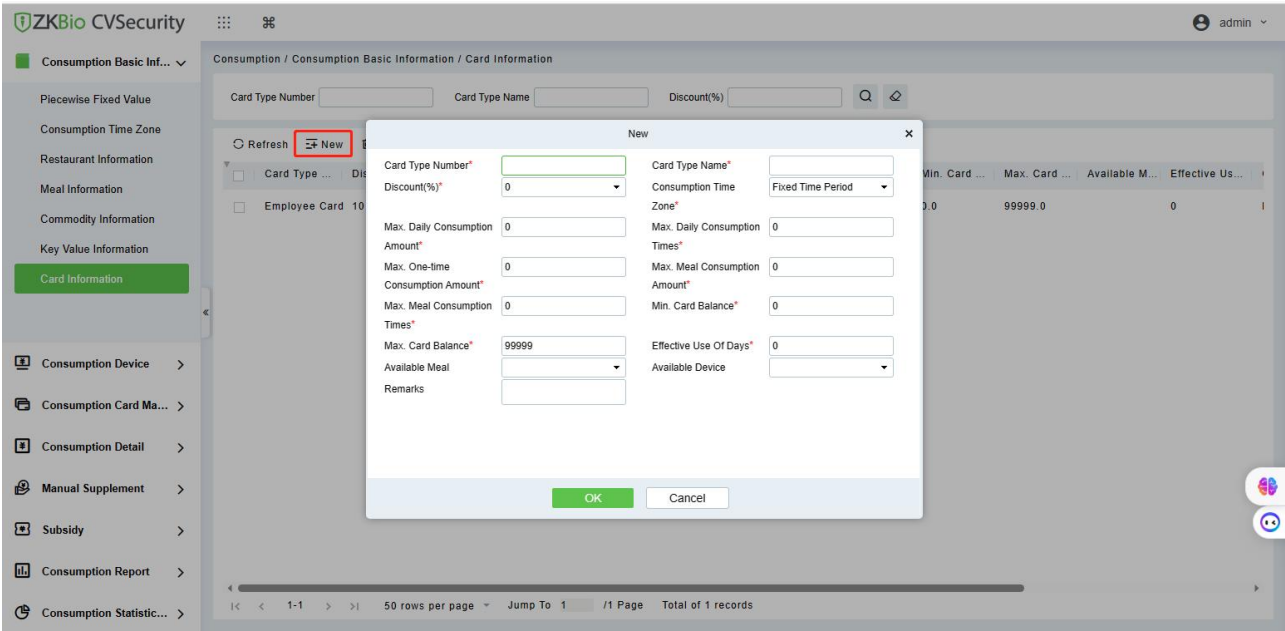 ZKBio CVSecurity
admin
Consumption Basic Inf...
Piecewise Fixed Value
Consumption Time Zone
Restaurant Information
Meal Information
Commodity Information
Key Value Information
Card Information
Consumption Device
Consumption Card Ma...
Consumption Detail
Manual Supplement
Subsidy
Consumption Report
Consumption Statistic...
Consumption / Consumption Basic Information / Card Information
Card Type Number Card Type Name Discount(%)
Refresh New
Card Type ... Dis Min. Card ... Max. Card ... Available M... Effective Us...
Employee Card 10 0.0 99999.0 0
New
Card Type Number* Card Type Name*
Discount(%)* 0 Consumption Time Fixed Time Period
Zone*
Max. Daily Consumption 0 Max. Daily Consumption 0
Amount* Times*
Max. One-time 0 Max. Meal Consumption 0
Consumption Amount* Amount*
Max. Meal Consumption 0 Min. Card Balance* 0
Times*
Max. Card Balance* 99999 Effective Use Of Days* 0
Available Meal Available Device
Remarks
OK Cancel
1-1 50 rows per page Jump To 1 /1 Page Total of 1 records